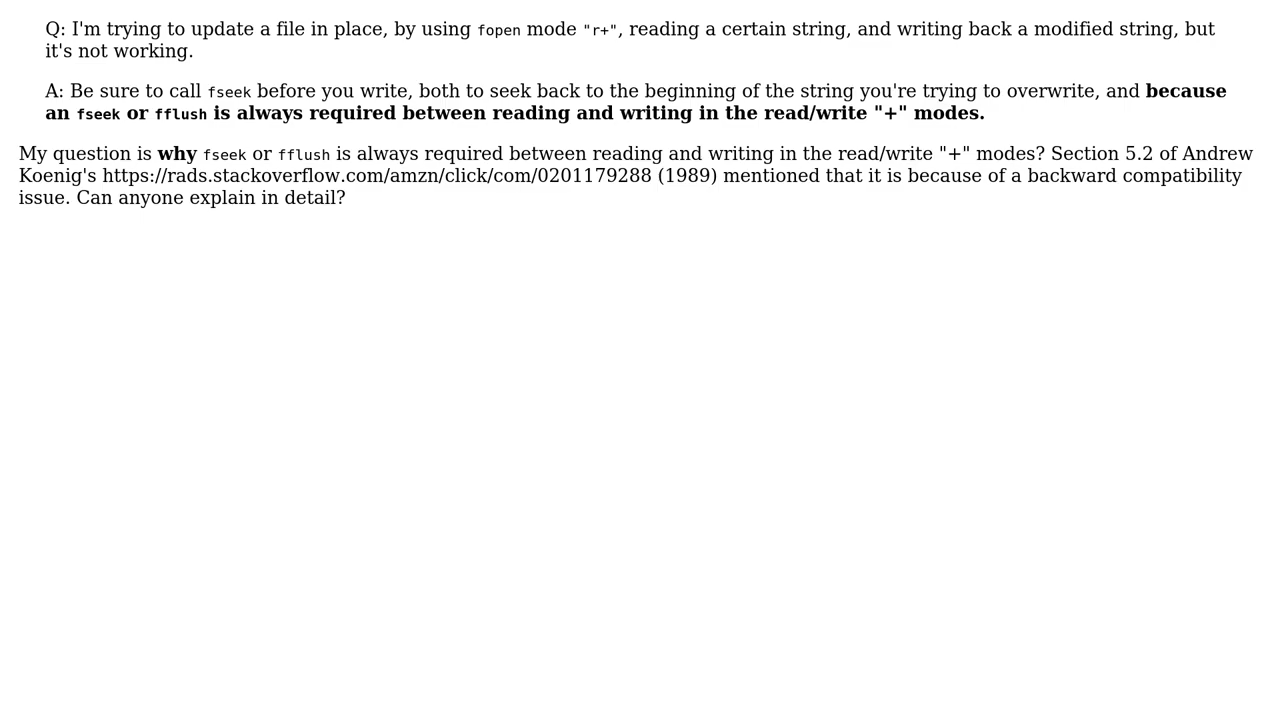 Q: I'm trying to update a file in place, by using fopen mode "r+", reading a certain string, and writing back a modified string, but
it's not working.
A: Be sure to call fseek before you write, both to seek back to the beginning of the string you're trying to overwrite, and because
an fseek or fflush is always required between reading and writing in the read/write "+" modes.
My question is why fseek or fflush is always required between reading and writing in the read/write "+" modes? Section 5.2 of Andrew
Koenig's https://rads.stackoverflow.com/amzn/click/com/0201179288 (1989) mentioned that it is because of a backward compatibility
issue. Can anyone explain in detail?